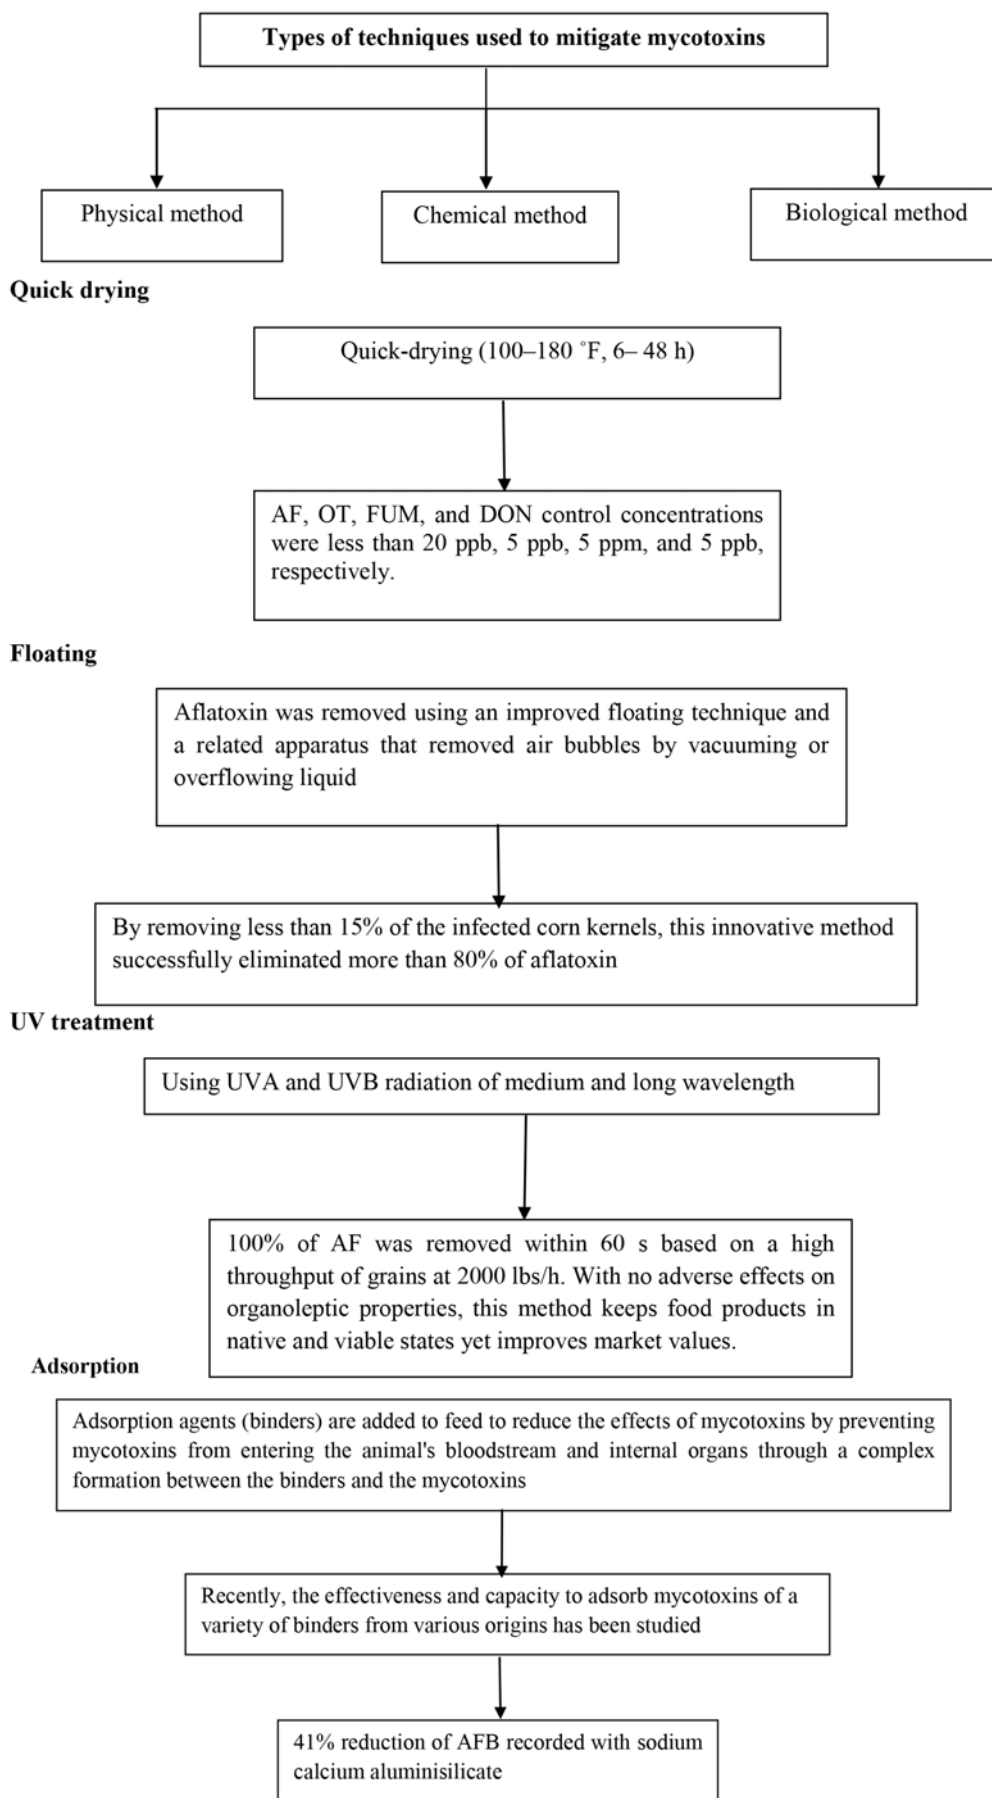 Types of techniques used to mitigate mycotoxins
Physical method
Chemical method
Biological method
Quick drying
Quick-drying (100–180 ˚F, 6– 48 h)
AF, OT, FUM, and DON control concentrations
were less than 20 ppb, 5 ppb, 5 ppm, and 5 ppb,
respectively.
Floating
Aflatoxin was removed using an improved floating technique and
a related apparatus that removed air bubbles by vacuuming or
overflowing liquid
By removing less than 15% of the infected corn kernels, this innovative method
successfully eliminated more than 80% of aflatoxin
UV treatment
Using UVA and UVB radiation of medium and long wavelength
100% of AF was removed within 60 s based on a high
throughput of grains at 2000 lbs/h. With no adverse effects on
organoleptic properties, this method keeps food products in
native and viable states yet improves market values.
Adsorption
Adsorption agents (binders) are added to feed to reduce the effects of mycotoxins by preventing
mycotoxins from entering the animal's bloodstream and internal organs through a complex
formation between the binders and the mycotoxins
Recently, the effectiveness and capacity to adsorb mycotoxins of a
variety of binders from various origins has been studied
41% reduction of AFB recorded with sodium
calcium aluminisilicate